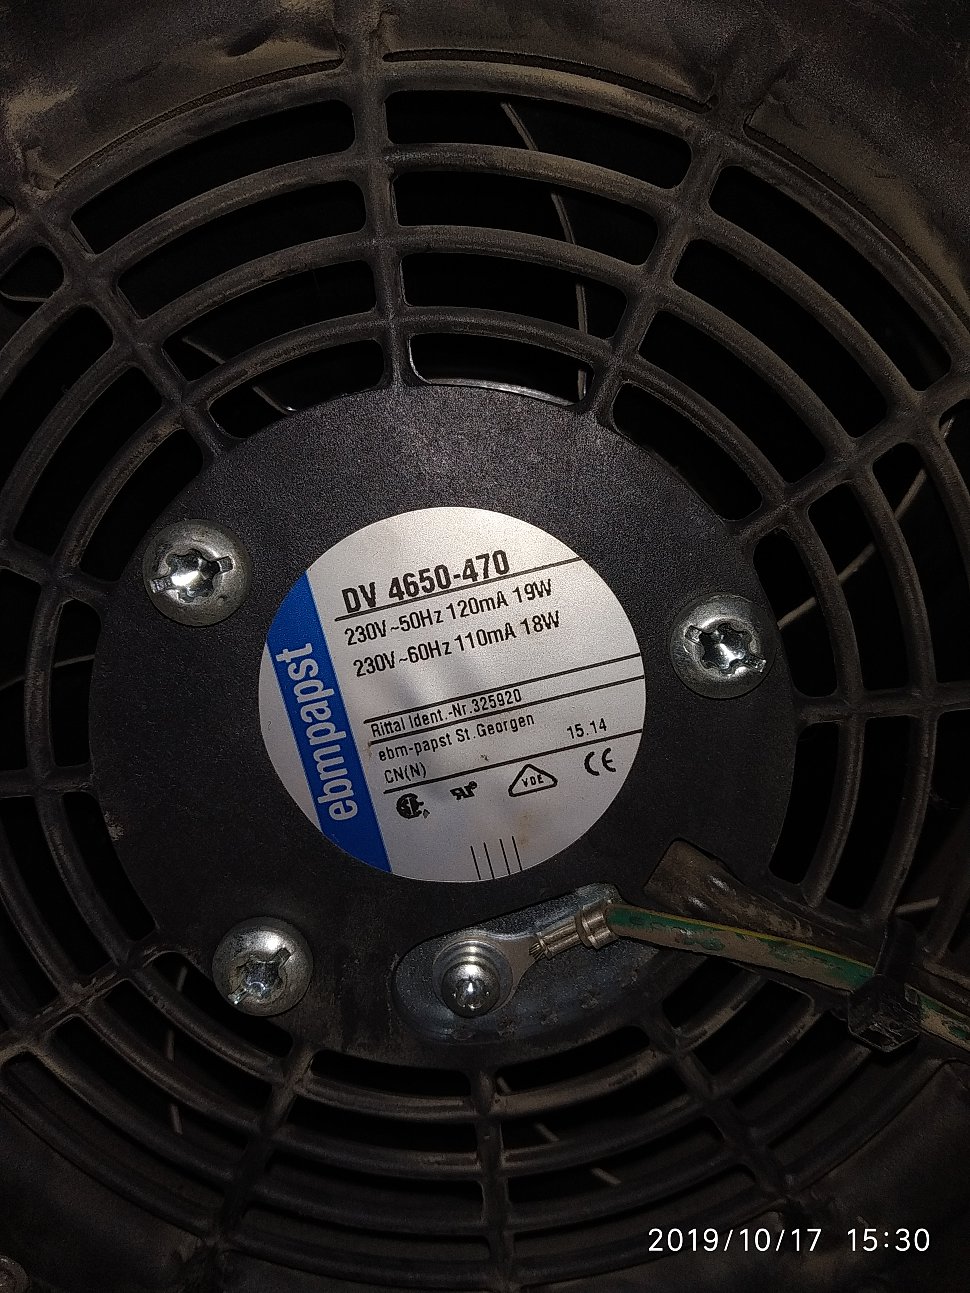 DV 4650-470
230V~50Hz 120mA 19W
230V~60Hz 110mA 18W
Rittal Ident.-Nr.325920
ebm-papst St.Georgen
CN(N)
15.14
VDE
CE
ebmpapst
2019/10/17 15:30